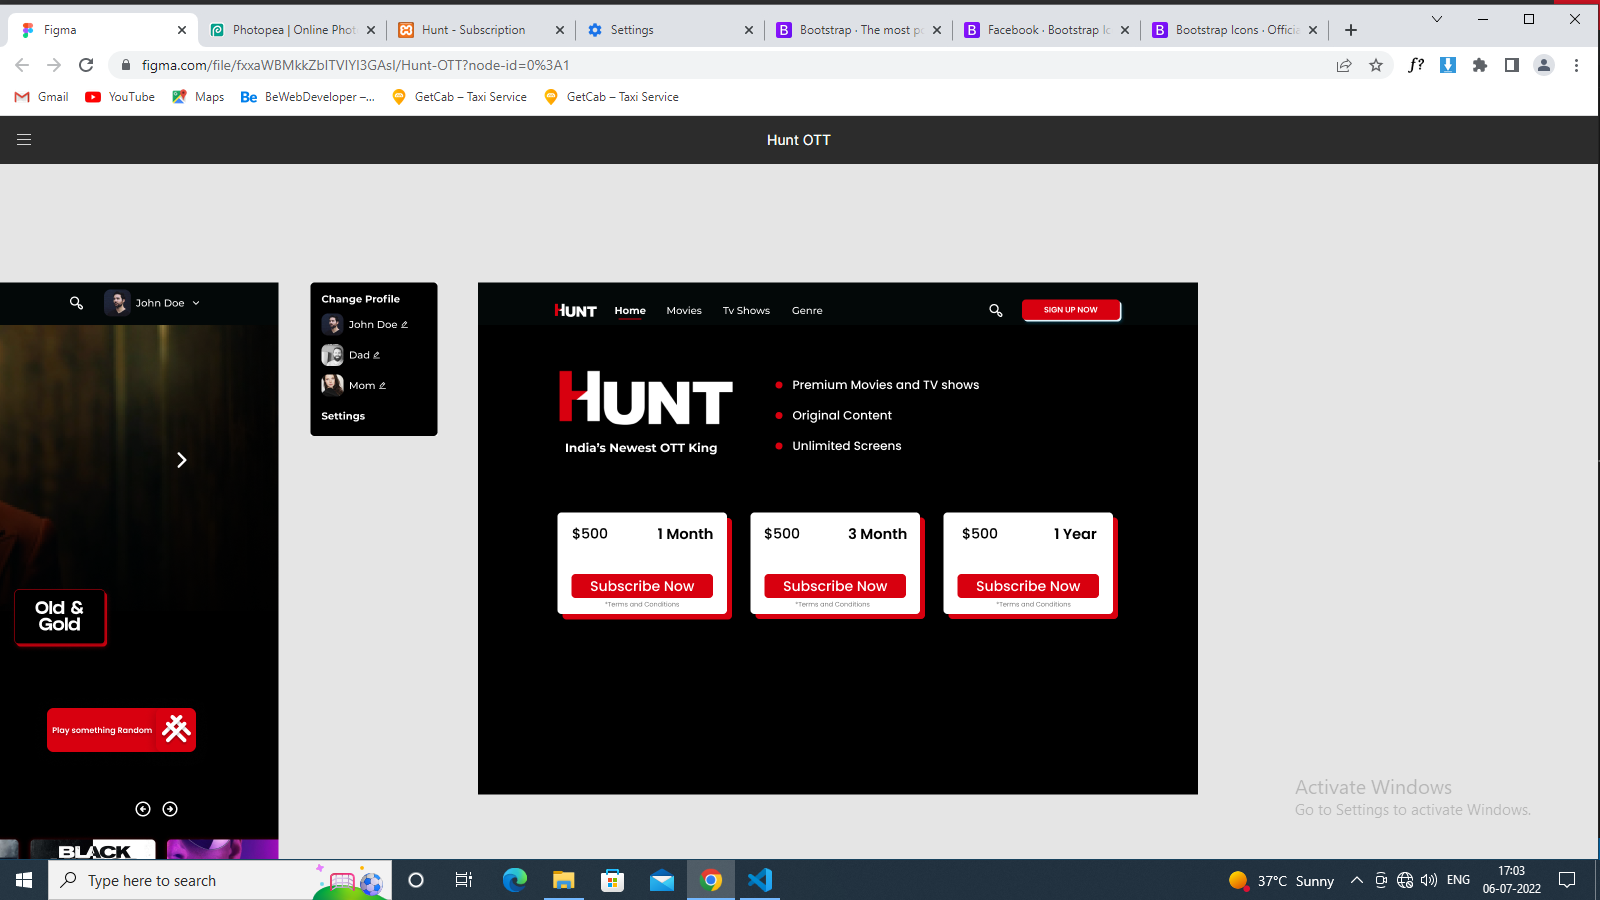 Figma
Photopea | Online Phot
Hunt - Subscription
Settings
Bootstrap · The most p
Facebook · Bootstrap Ic
Bootstrap Icons · Officia
figma.com/file/fxxaWBMkkZbITVIYl3GAsl/Hunt-OTT?node-id=0%3A1
f?
Gmail
YouTube
Maps
Be BeWebDeveloper –...
GetCab – Taxi Service
GetCab – Taxi Service
Hunt OTT
John Doe
Change Profile
John Doe
Dad
Mom
Settings
HUNT
Home
Movies
Tv Shows
Genre
SIGN UP NOW
HUNT
India's Newest OTT King
Premium Movies and TV shows
Original Content
Unlimited Screens
$500 1 Month
Subscribe Now
*Terms and Conditions
$500 3 Month
Subscribe Now
*Terms and Conditions
$500 1 Year
Subscribe Now
*Terms and Conditions
Old &
Gold
Play something Random
BLACK
Activate Windows
Go to Settings to activate Windows.
Type here to search
37°C Sunny
ENG
17:03
06-07-2022